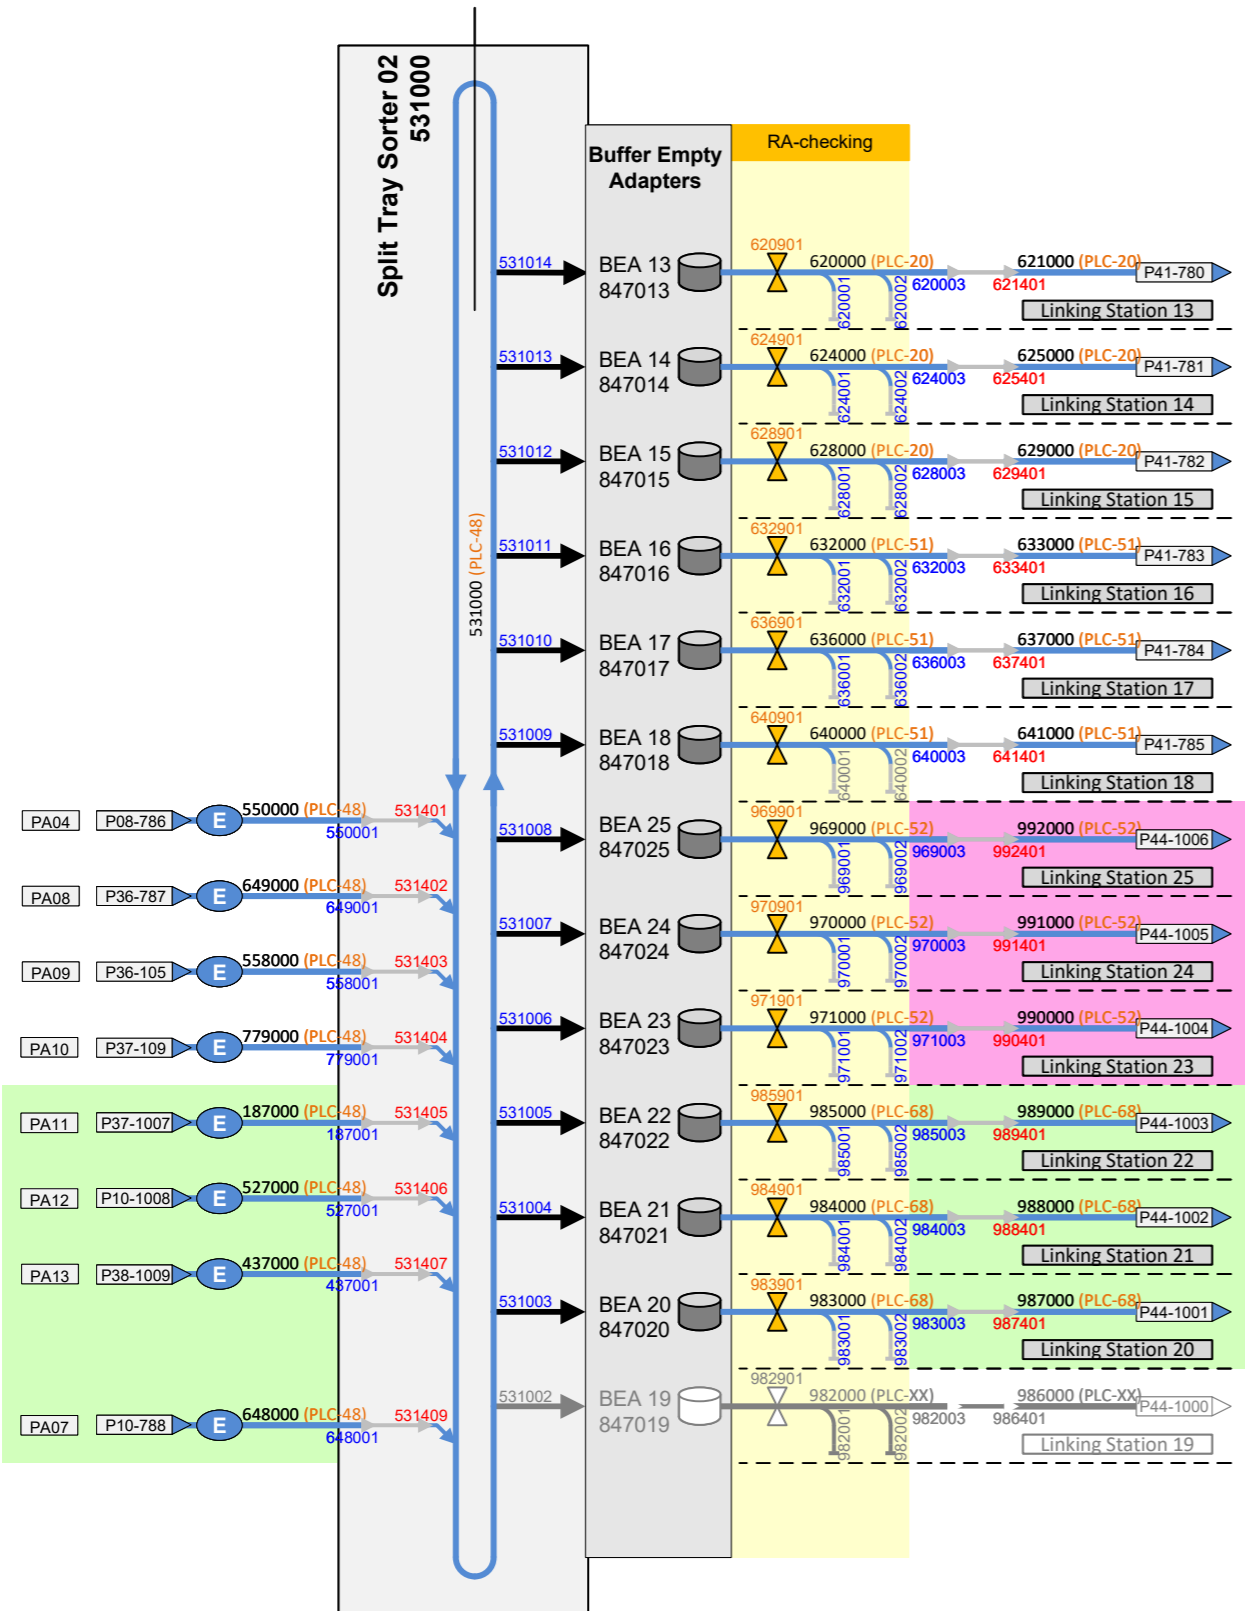 Split Tray Sorter 02
531000
531000 (PLC-48)
Buffer Empty
Adapters
RA-checking
531014
BEA 13
847013
620901
620000 (PLC-20)
620001
620002
620003
621401
621000 (PLC-20)
P41-780
Linking Station 13
531013
BEA 14
847014
624901
624000 (PLC-20)
624001
624002
624003
625401
625000 (PLC-20)
P41-781
Linking Station 14
531012
BEA 15
847015
628901
628000 (PLC-20)
628001
628002
628003
629401
629000 (PLC-20)
P41-782
Linking Station 15
531011
BEA 16
847016
632901
632000 (PLC-51)
632001
632002
632003
633401
633000 (PLC-51)
P41-783
Linking Station 16
531010
BEA 17
847017
636901
636000 (PLC-51)
636001
636002
636003
637401
637000 (PLC-51)
P41-784
Linking Station 17
531009
BEA 18
847018
640901
640000 (PLC-51)
640001
640002
640003
641401
641000 (PLC-51)
P41-785
Linking Station 18
PA04
P08-786
E
550000 (PLC-48)
550001
531401
531008
BEA 25
847025
969901
969000 (PLC-52)
969001
969002
969003
992401
992000 (PLC-52)
P44-1006
Linking Station 25
PA08
P36-787
E
649000 (PLC-48)
649001
531402
531007
BEA 24
847024
970901
970000 (PLC-52)
970001
970002
970003
991401
991000 (PLC-52)
P44-1005
Linking Station 24
PA09
P36-105
E
558000 (PLC-48)
558001
531403
531006
BEA 23
847023
971901
971000 (PLC-52)
971001
971002
971003
990401
990000 (PLC-52)
P44-1004
Linking Station 23
PA10
P37-109
E
779000 (PLC-48)
779001
531404
PA11
P37-1007
E
187000 (PLC-48)
187001
531405
531005
BEA 22
847022
985901
985000 (PLC-68)
985001
985002
985003
989401
989000 (PLC-68)
P44-1003
Linking Station 22
PA12
P10-1008
E
527000 (PLC-48)
527001
531406
531004
BEA 21
847021
984901
984000 (PLC-68)
984001
984002
984003
988401
988000 (PLC-68)
P44-1002
Linking Station 21
PA13
P38-1009
E
437000 (PLC-48)
437001
531407
531003
BEA 20
847020
983901
983000 (PLC-68)
983001
983002
983003
987401
987000 (PLC-68)
P44-1001
Linking Station 20
PA07
P10-788
E
648000 (PLC-48)
648001
531409
531002
BEA 19
847019
982901
982000 (PLC-XX)
982001
982002
982003
986401
986000 (PLC-XX)
P44-1000
Linking Station 19